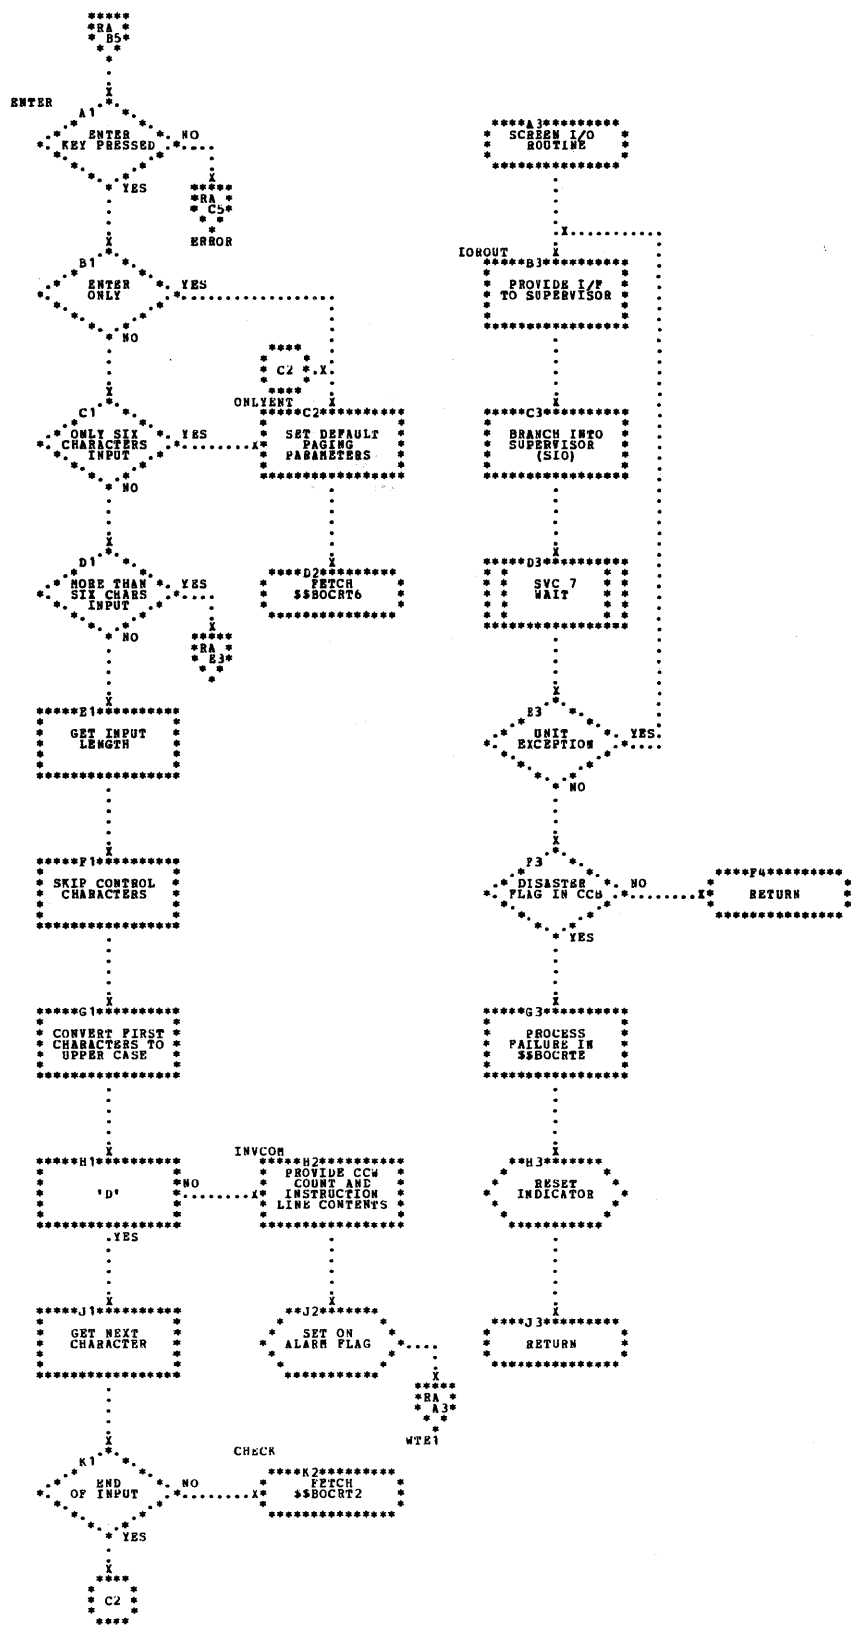 RA
B5
ENTER
A1
ENTER
KEY PRESSED
NO
YES
RA
C5
ERROR
B1
ENTER
ONLY
YES
NO
C2
ONLYENT
C1
ONLY SIX
CHARACTERS
INPUT
YES
NO
C2
SET DEFAULT
PAGING
PARAMETERS
D1
MORE THAN
SIX CHARS
INPUT
YES
NO
RA
E3
D2
FETCH
$$BOCRT6
E1
GET INPUT
LENGTH
F1
SKIP CONTROL
CHARACTERS
G1
CONVERT FIRST
CHARACTERS TO
UPPER CASE
H1
'D'
NO
YES
INVCOM
H2
PROVIDE CCW
COUNT AND
INSTRUCTION
LINE CONTENTS
J1
GET NEXT
CHARACTER
J2
SET ON
ALARM FLAG
RA
A3
WTE1
K1
END
OF INPUT
NO
YES
CHECK
K2
FETCH
$$BOCRT2
C2
A3
SCREEN I/O
ROUTINE
IOROUT
B3
PROVIDE I/F
TO SUPERVISOR
C3
BRANCH INTO
SUPERVISOR
(SIO)
D3
SVC 7
WAIT
E3
UNIT
EXCEPTION
YES
NO
F3
DISASTER
FLAG IN CCB
NO
YES
F4
RETURN
G3
PROCESS
FAILURE IN
$$BOCRTE
H3
RESET
INDICATOR
J3
RETURN